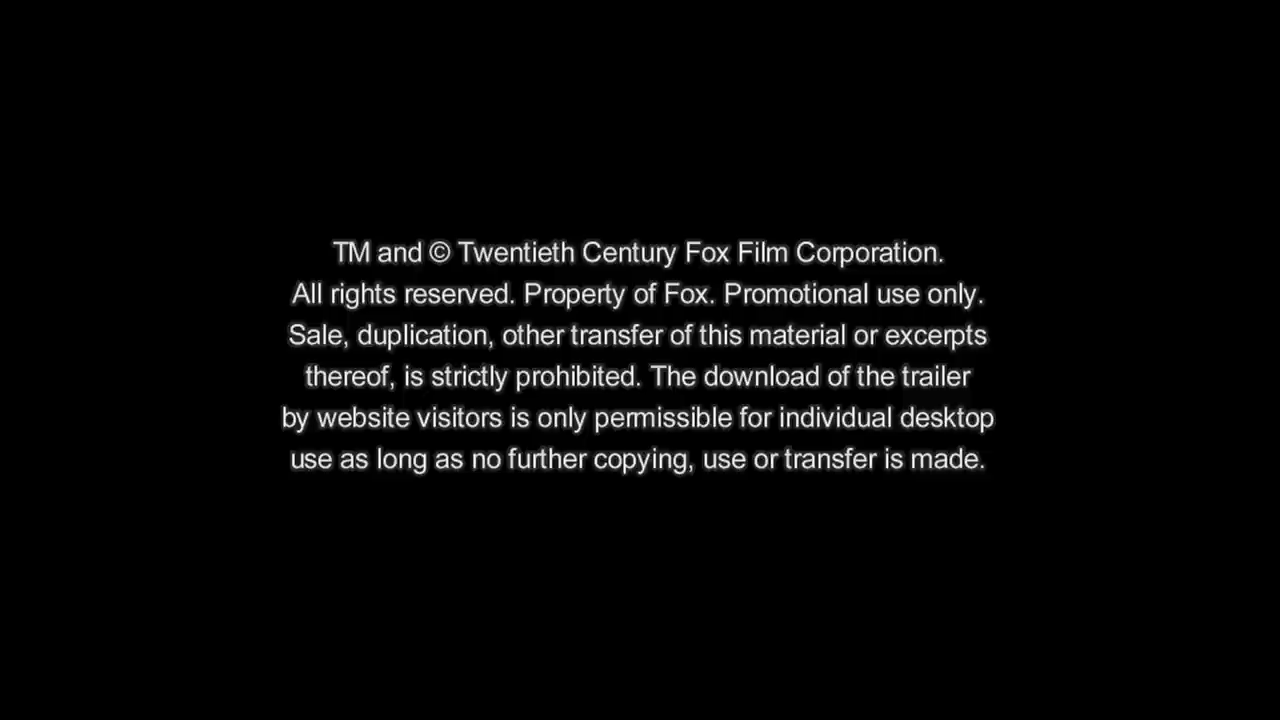 TM and © Twentieth Century Fox Film Corporation.
All rights reserved. Property of Fox. Promotional use only.
Sale, duplication, other transfer of this material or excerpts
thereof, is strictly prohibited. The download of the trailer
by website visitors is only permissible for individual desktop
use as long as no further copying, use or transfer is made.